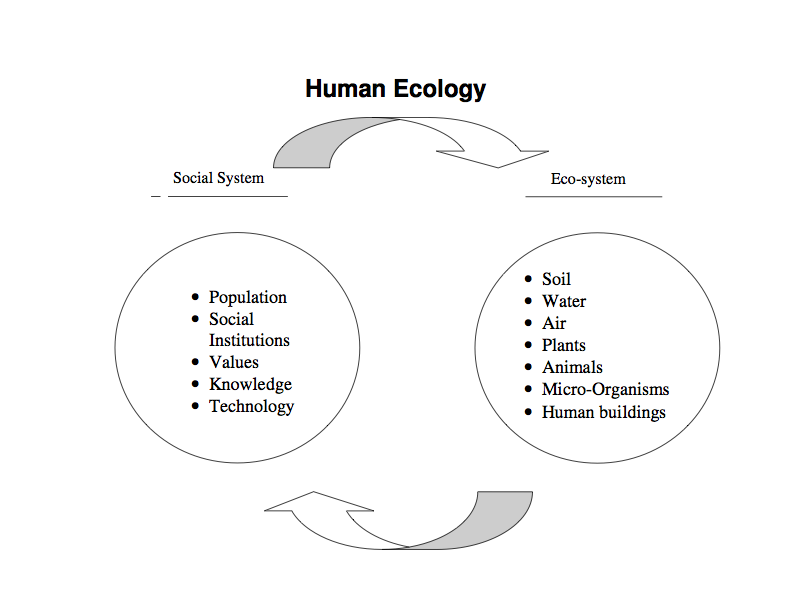 Human Ecology
Social System
Eco-system
• Population
• Social
Institutions
• Values
• Knowledge
• Technology
• Soil
• Water
• Air
• Plants
• Animals
• Micro-Organisms
• Human buildings